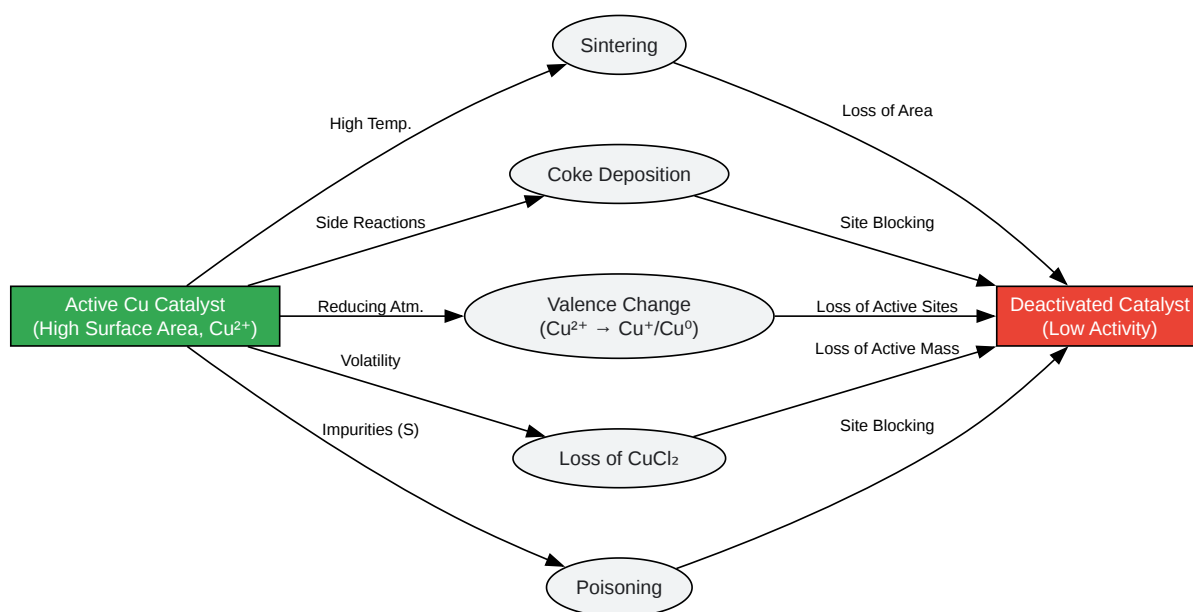 Sintering
High Temp.
Loss of Area
Coke Deposition
Side Reactions
Site Blocking
Active Cu Catalyst
(High Surface Area, Cu²⁺)
Reducing Atm.
Valence Change
(Cu²⁺ → Cu⁺/Cu⁰)
Loss of Active Sites
Deactivated Catalyst
(Low Activity)
Volatility
Loss of Active Mass
Loss of CuCl₂
Impurities (S)
Site Blocking
Poisoning